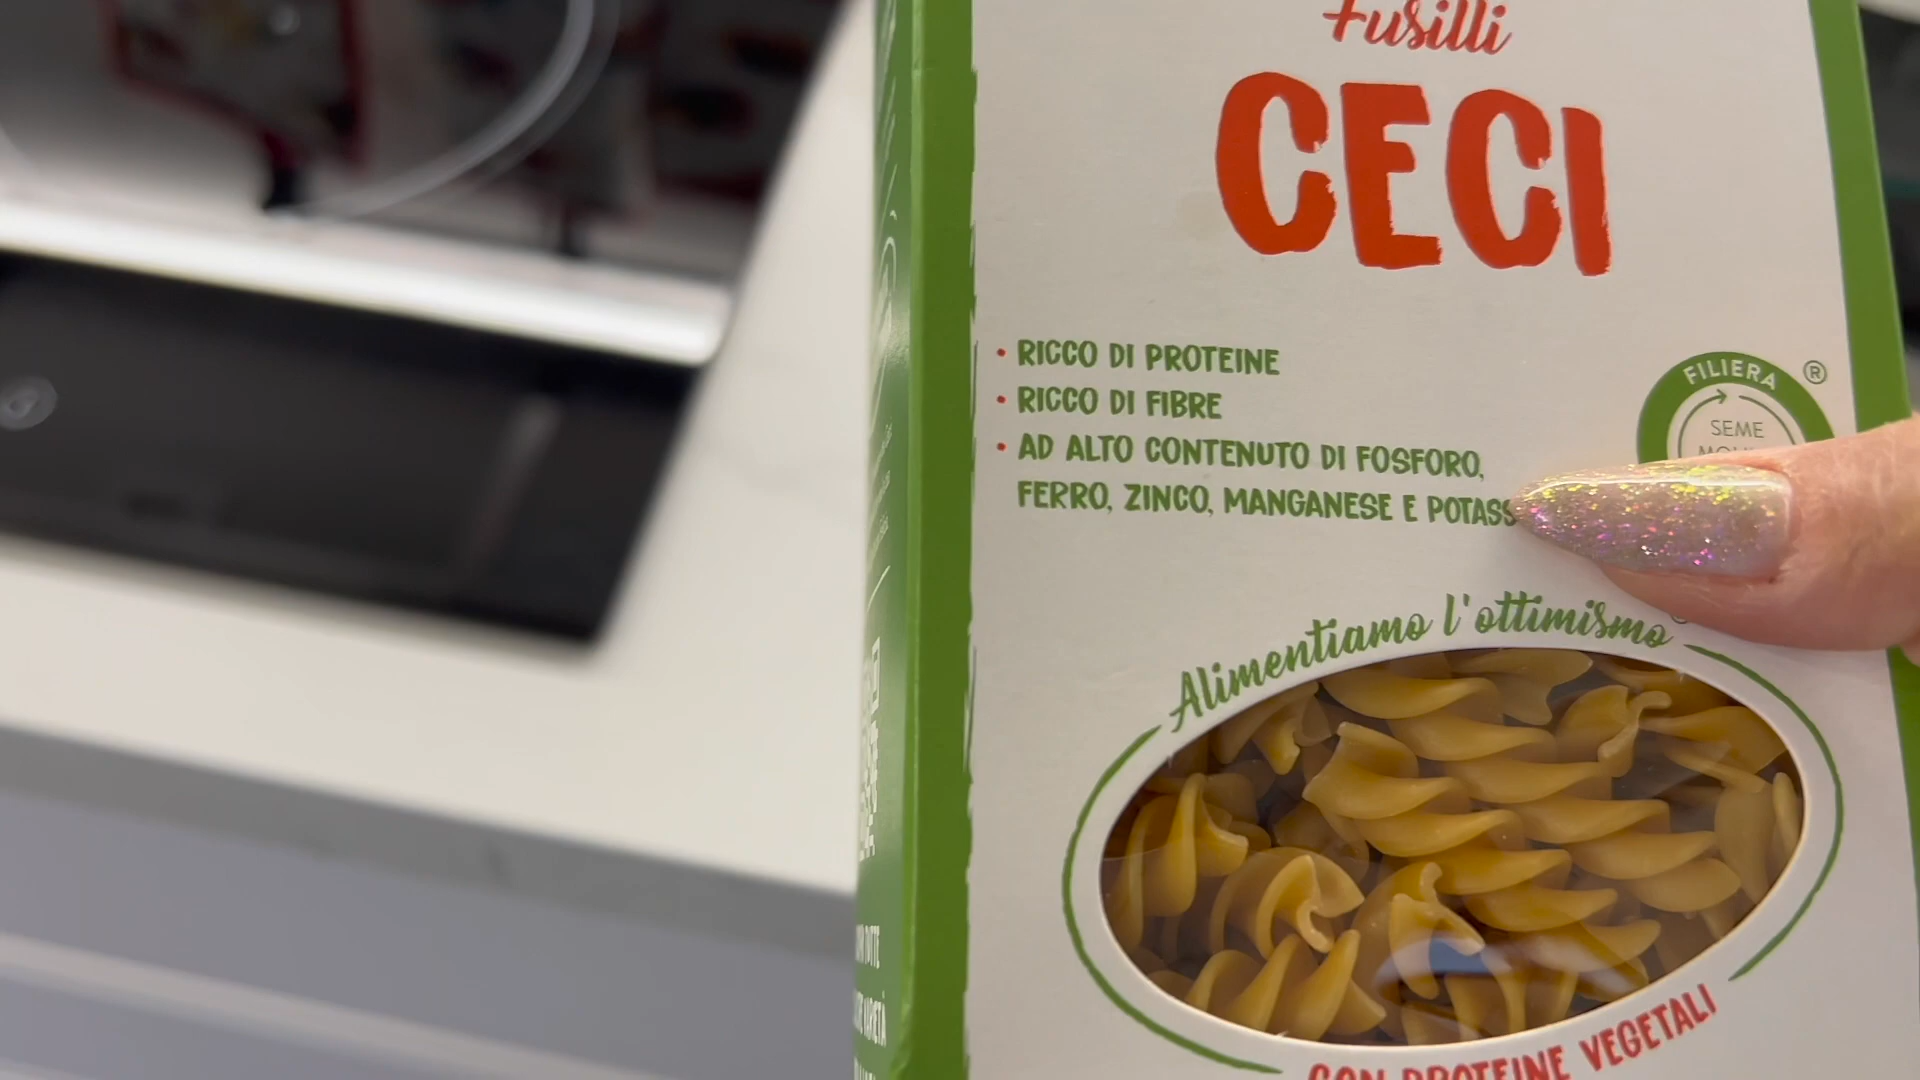 Fusilli
CECI
• RICCO DI PROTEINE
• RICCO DI FIBRE
• AD ALTO CONTENUTO DI FOSFORO,
FERRO, ZINCO, MANGANESE E POTASS
FILIERA ®
SEME
Alimentiamo l'ottimismo
CON PROTEINE VEGETALI